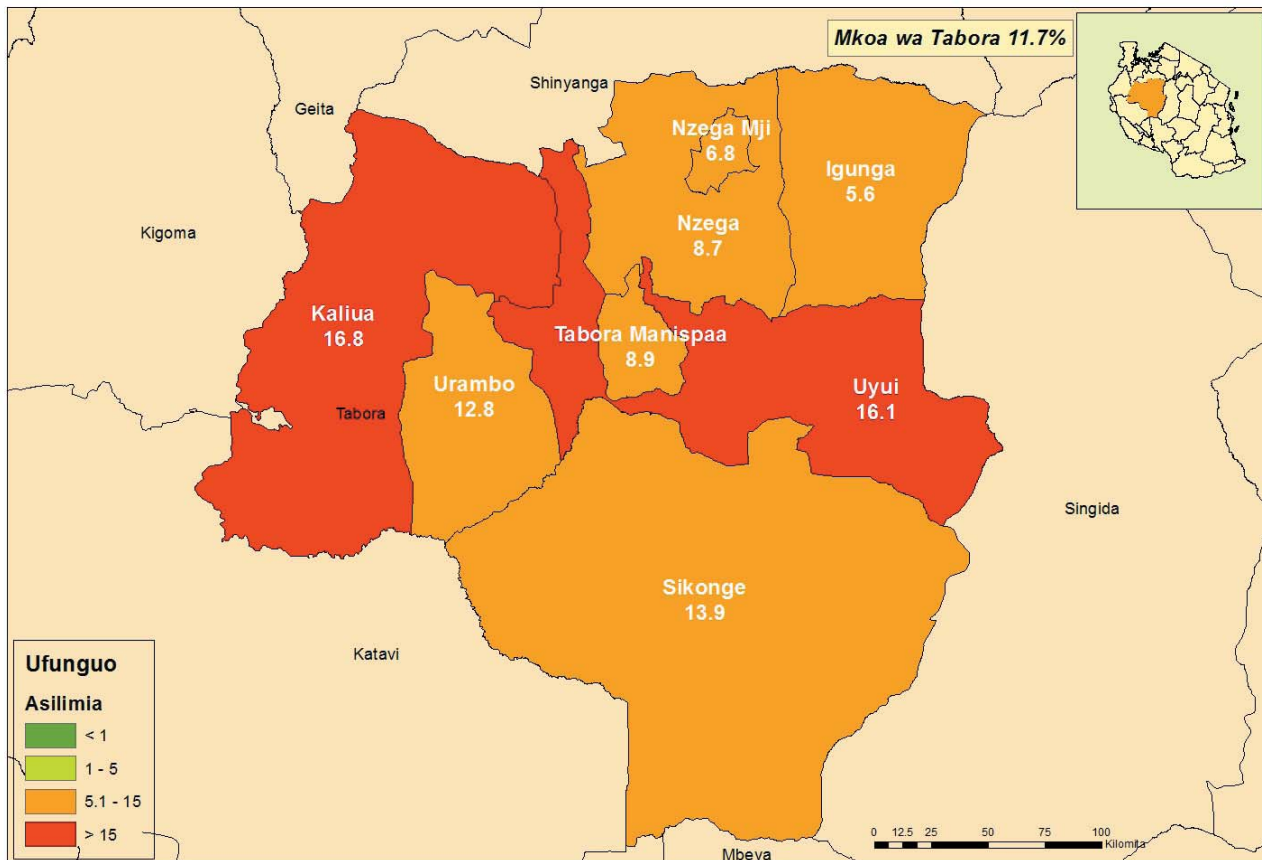 Mkoa wa Tabora 11.7%
Shinyanga
Geita
Nzega Mji
6.8
Igunga
5.6
Kigoma
Nzega
8.7
Kaliua
16.8
Tabora Manispaa
8.9
Urambo
12.8
Tabora
Uyui
16.1
Singida
Sikonge
13.9
Katavi
Mbeya
Ufunguo
Asilimia
< 1
1 - 5
5.1 - 15
> 15
0 12.5 25 50 75 100
Kilomita